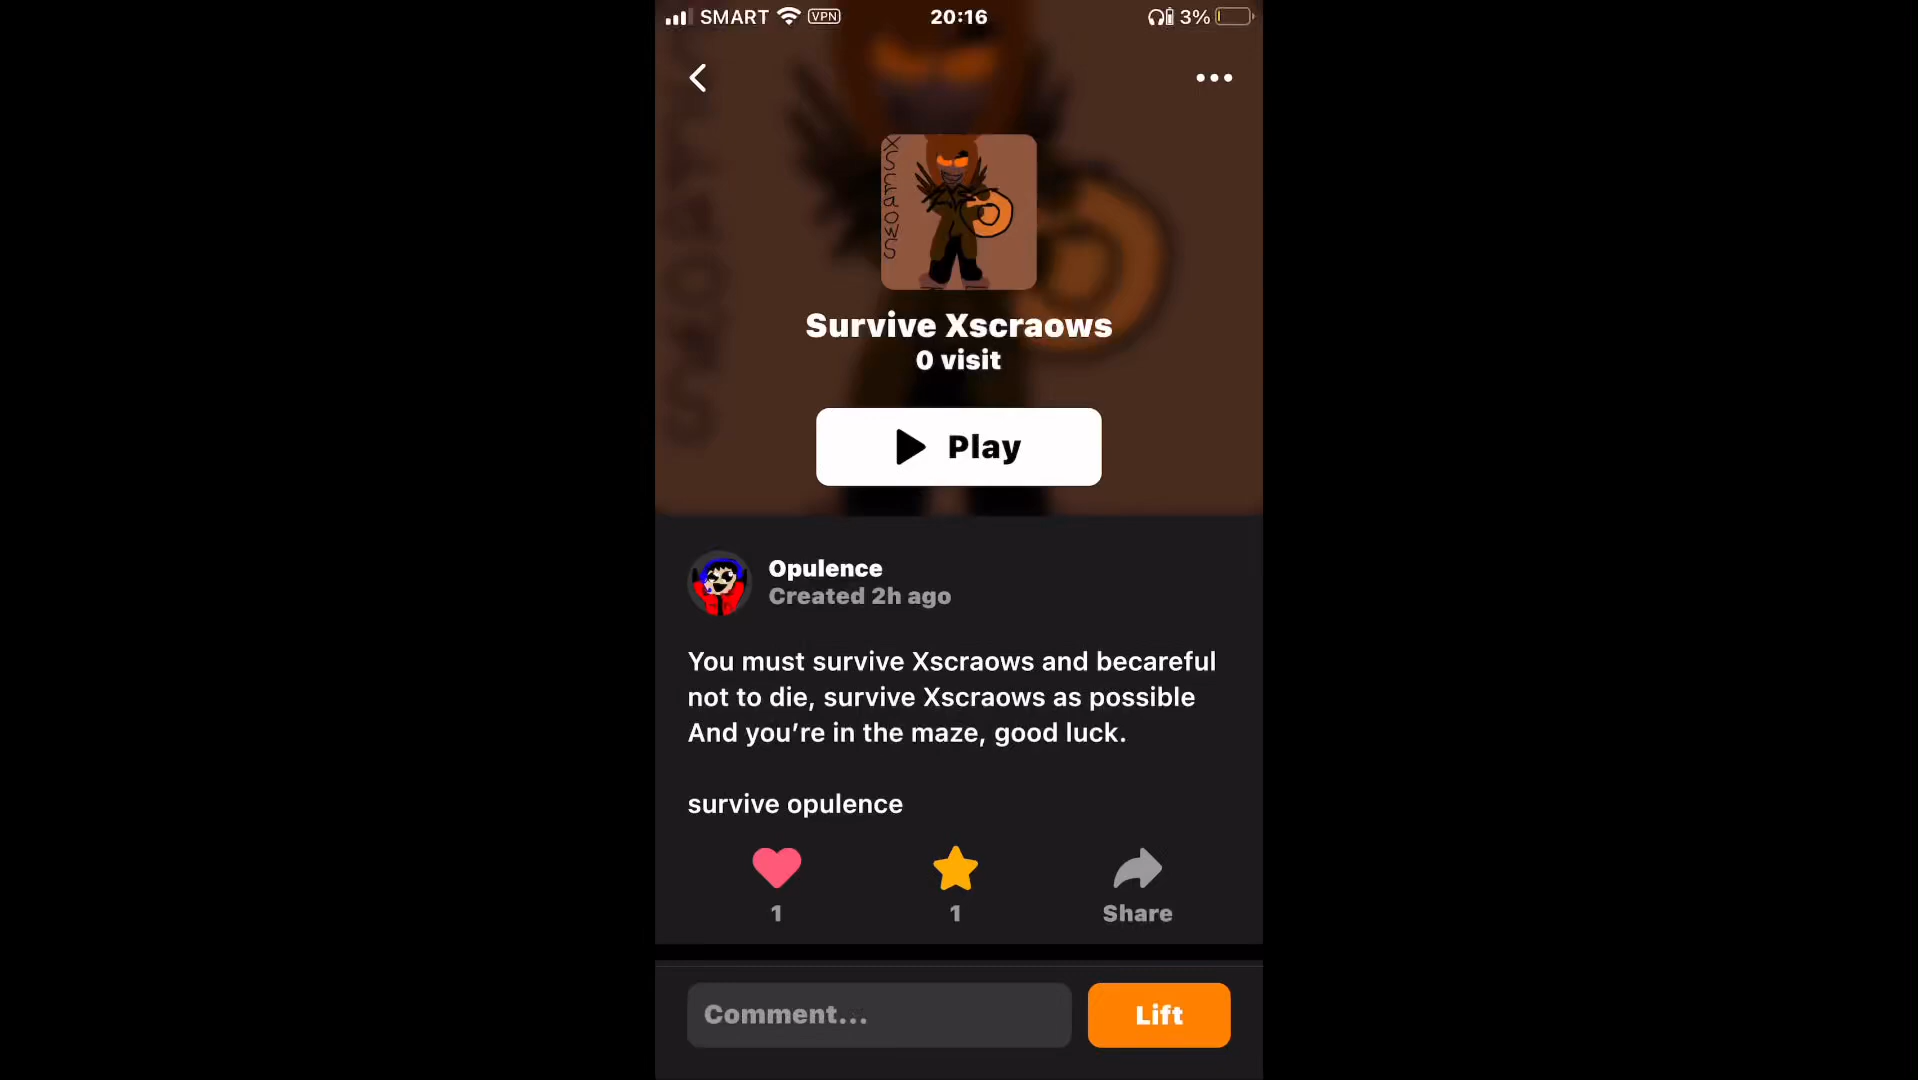 SMART VPN 20:16 3%
Xscraows
Survive Xscraows
0 visit
Play
Opulence
Created 2h ago
You must survive Xscraows and becareful
not to die, survive Xscraows as possible
And you’re in the maze, good luck.
survive opulence
1 1 Share
Comment... Lift